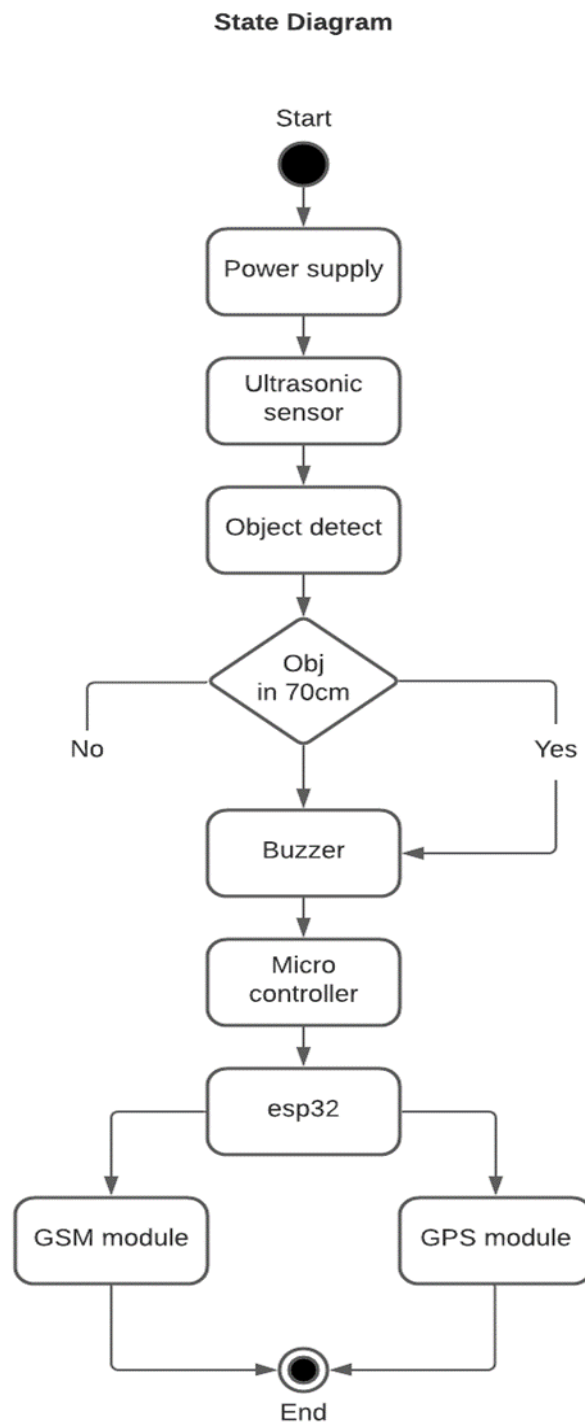 State Diagram
Start
Power supply
Ultrasonic
sensor
Object detect
Obj
in 70cm
No
Yes
Buzzer
Micro
controller
esp32
GSM module
GPS module
End